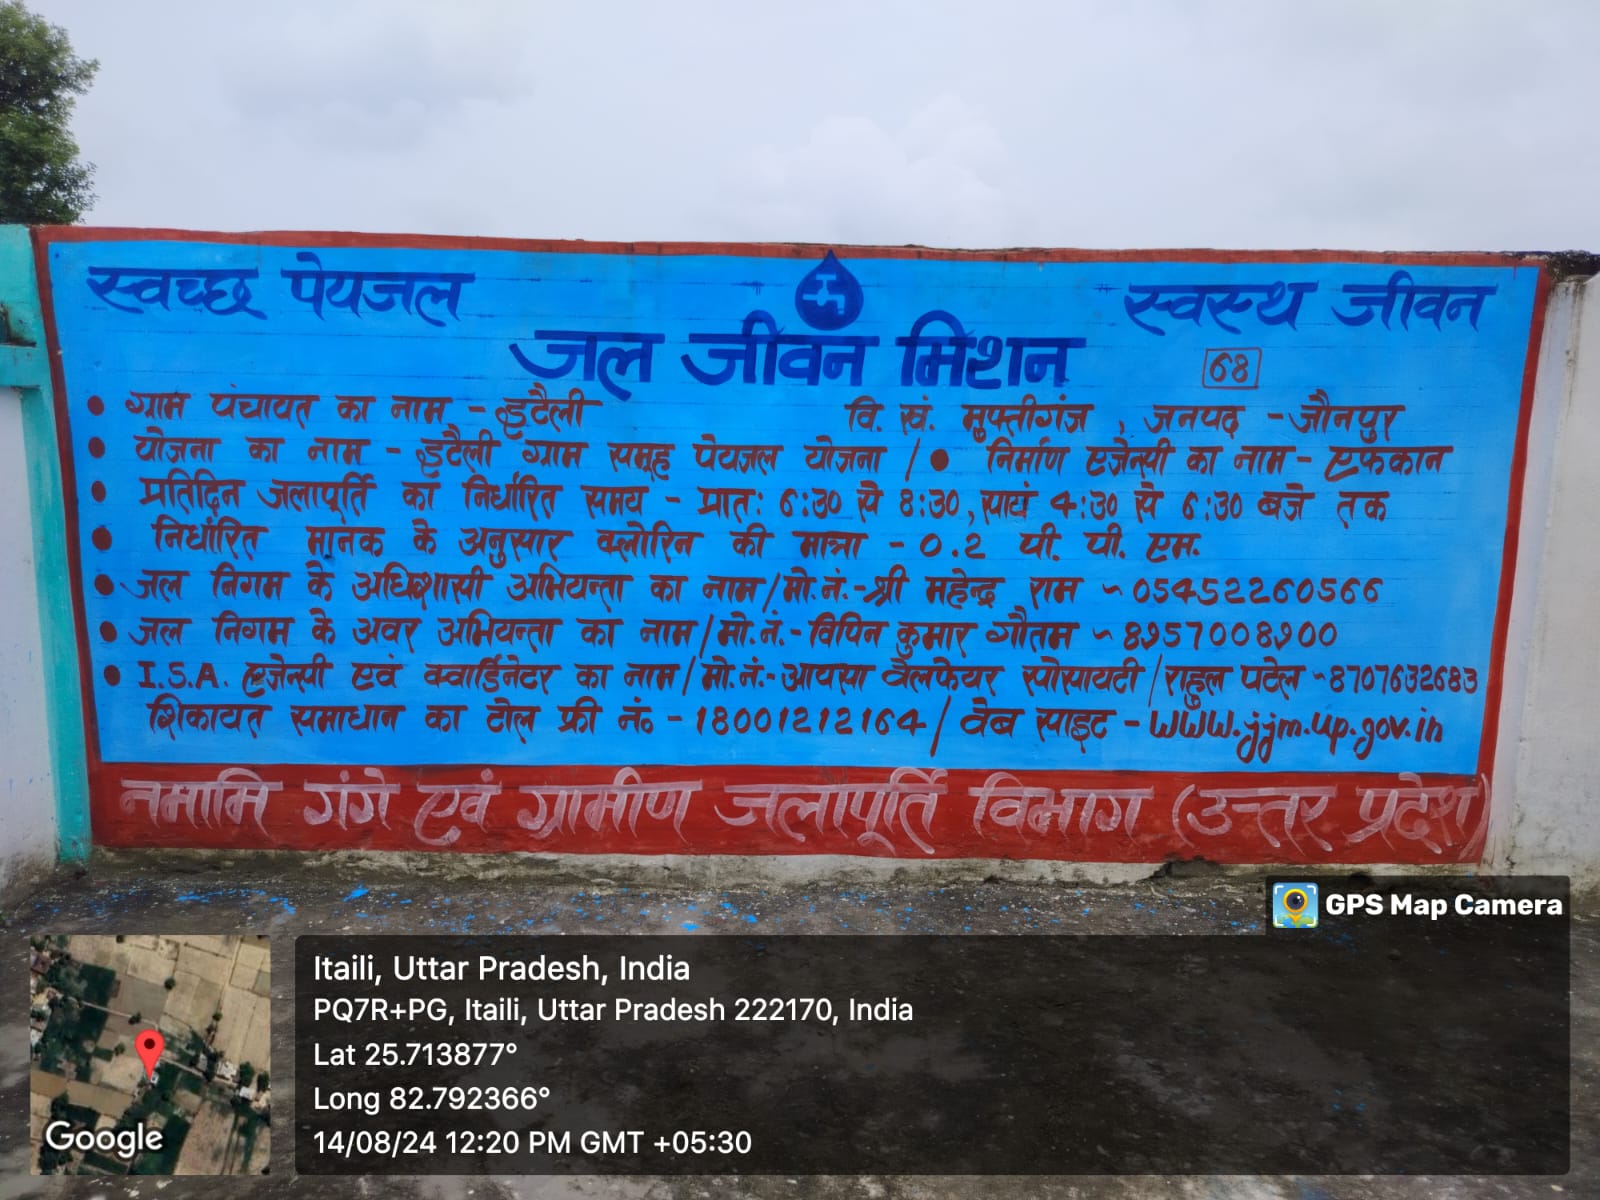 स्वच्छ पेयजल
स्वस्थ जीवन
जल जीवन मिशन
68
• ग्राम पंचायत का नाम - इटैली वि. खं. मुफ्तीगंज , जनपद - जौनपुर
• योजना का नाम - इटैली ग्राम समूह पेयजल योजना / • निर्माण एजेन्सी का नाम - एफकान
• प्रतिदिन जलापूर्ति का निर्धारित समय - प्रातः 6:30 से 8:30, सायं 4:30 से 6:30 बजे तक
• निर्धारित मानक के अनुसार क्लोरिन की मात्रा - 0.2 पी. पी. एम.
• जल निगम के अधिशासी अभियन्ता का नाम/मो.नं.- श्री महेन्द्र राम ~ 05452260566
• जल निगम के अवर अभियन्ता का नाम/मो.नं.- विपिन कुमार गौतम ~ 8957008900
• I.S.A. एजेन्सी एवं क्वार्डिनेटर का नाम/मो.नं.- आयसा वैलफेयर सोसायटी/राहुल पटेल ~8707632683
शिकायत समाधान का टोल फ्री नं० - 18001212164/वेब साइट - www.jjm.up.gov.in
नमामि गंगे एवं ग्रामीण जलापूर्ति विभाग (उत्तर प्रदेश)
GPS Map Camera
Itaili, Uttar Pradesh, India
PQ7R+PG, Itaili, Uttar Pradesh 222170, India
Lat 25.713877°
Long 82.792366°
14/08/24 12:20 PM GMT +05:30
Google